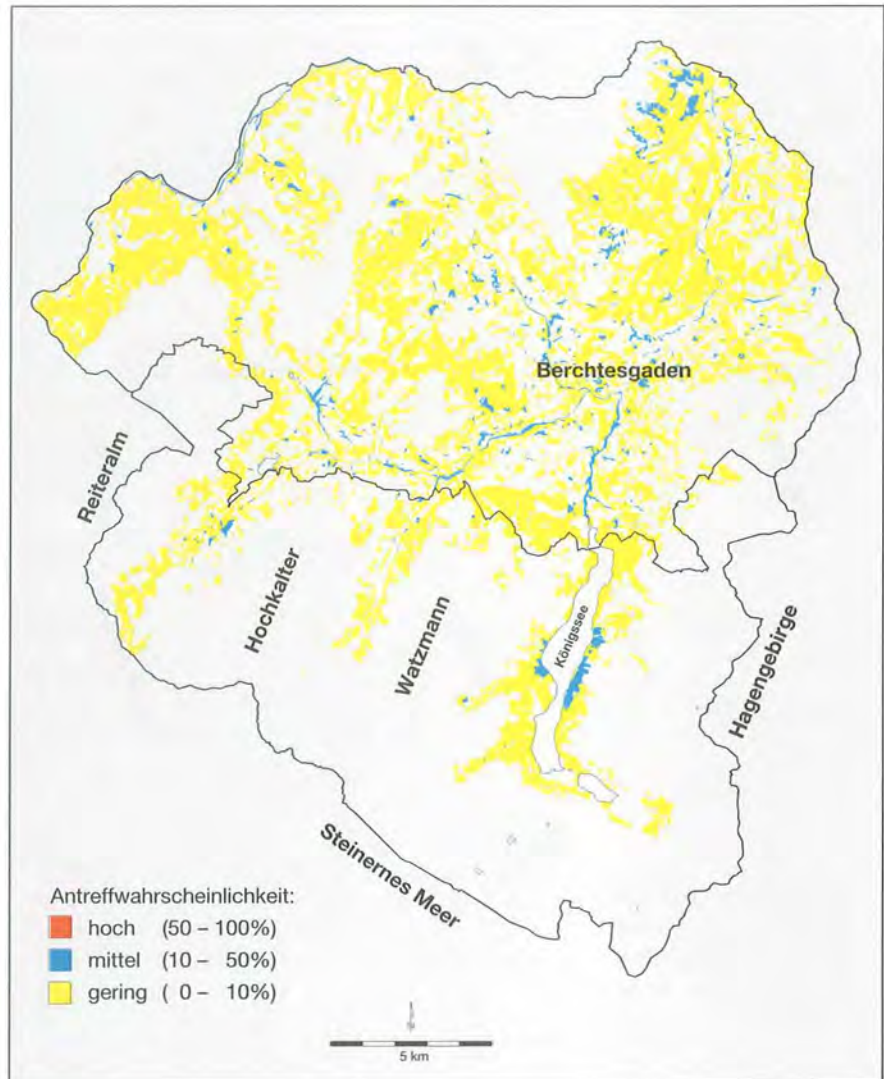 Berchtesgaden
Reiteralm
Hochkalter
Watzmann
Königssee
Hagengebirge
Steinernes Meer
Antreffwahrscheinlichkeit:
hoch (50 – 100%)
mittel (10 – 50%)
gering ( 0 – 10%)
5 km